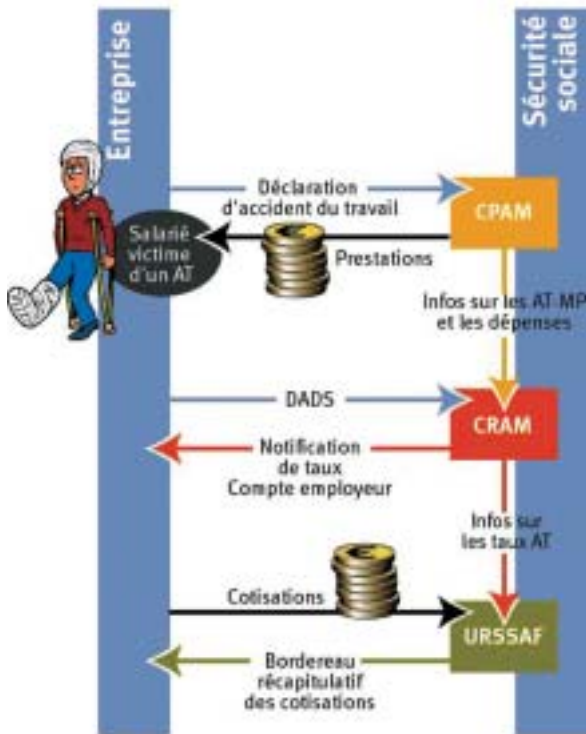 Entreprise
Sécurité
sociale
Déclaration
d'accident du travail
CPAM
Salarié
victime
d'un AT
Prestations
Infos sur les AT-MP
et les dépenses
DADS
CRAM
Notification
de taux
Compte employeur
Infos sur
les taux AT
Cotisations
URSSAF
Bordereau
récapitulatif
des cotisations